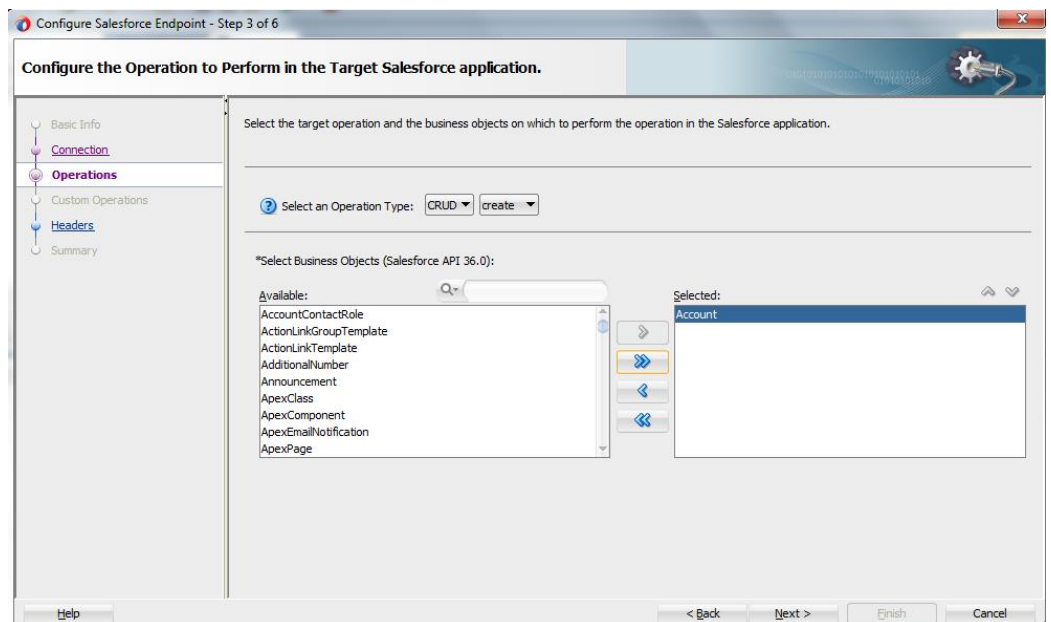 Configure Salesforce Endpoint - Step 3 of 6
Configure the Operation to Perform in the Target Salesforce application.
Basic Info
Connection
Operations
Custom Operations
Headers
Summary
Select the target operation and the business objects on which to perform the operation in the Salesforce application.
Select an Operation Type: CRUD create
*Select Business Objects (Salesforce API 36.0):
Available:
AccountContactRole
ActionLinkGroupTemplate
ActionLinkTemplate
AdditionalNumber
Announcement
ApexClass
ApexComponent
ApexEmailNotification
ApexPage
Selected:
Account
Help
< Back Next > Finish Cancel